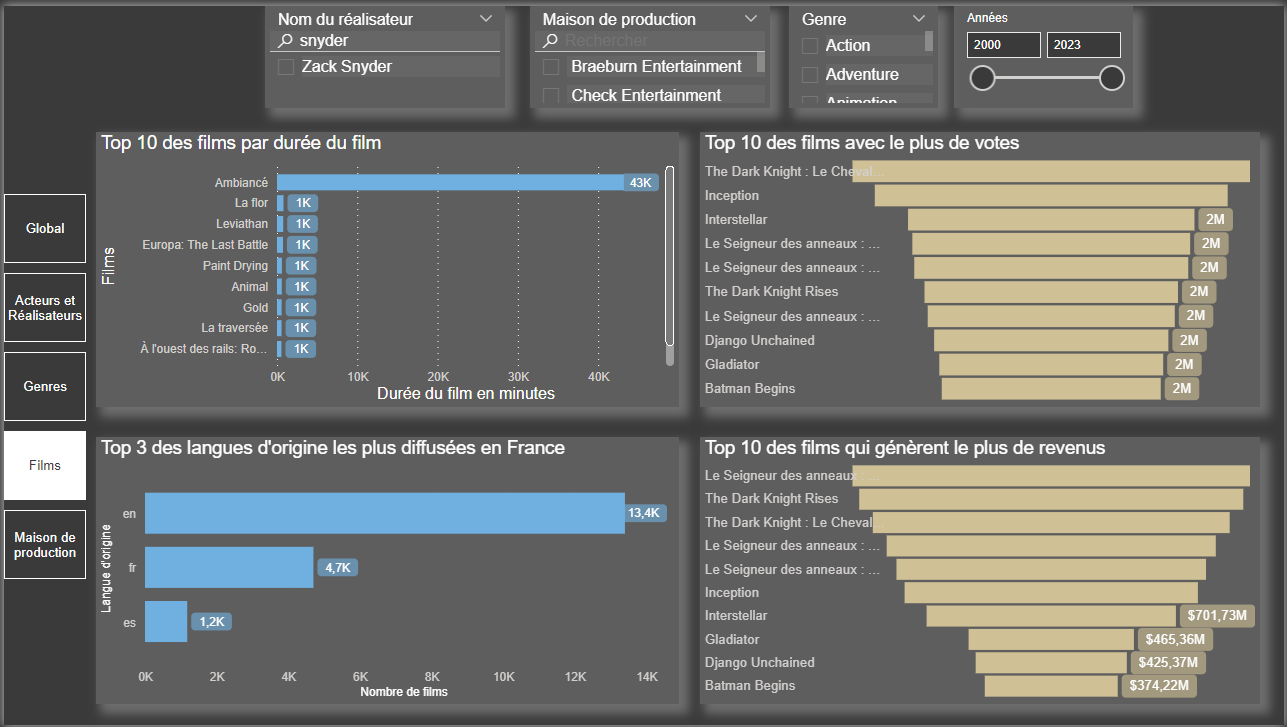 Nom du réalisateur
snyder
Zack Snyder
Maison de production
Rechercher
Braeburn Entertainment
Check Entertainment
Genre
Action
Adventure
Animation
Années
2000
2023
Global
Acteurs et
Réalisateurs
Genres
Films
Maison de
production
Top 10 des films par durée du film
Films
Ambiancé 43K
La flor 1K
Leviathan 1K
Europa: The Last Battle 1K
Paint Drying 1K
Animal 1K
Gold 1K
La traversée 1K
À l'ouest des rails: Ro... 1K
0K 10K 20K 30K 40K
Durée du film en minutes
Top 10 des films avec le plus de votes
The Dark Knight : Le Cheval...
Inception
Interstellar 2M
Le Seigneur des anneaux : ... 2M
Le Seigneur des anneaux : ... 2M
The Dark Knight Rises 2M
Le Seigneur des anneaux : ... 2M
Django Unchained 2M
Gladiator 2M
Batman Begins 2M
Top 3 des langues d'origine les plus diffusées en France
Langue d'origine
en 13,4K
fr 4,7K
es 1,2K
0K 2K 4K 6K 8K 10K 12K 14K
Nombre de films
Top 10 des films qui génèrent le plus de revenus
Le Seigneur des anneaux : ...
The Dark Knight Rises
The Dark Knight : Le Cheval...
Le Seigneur des anneaux : ...
Le Seigneur des anneaux : ...
Inception
Interstellar $701,73M
Gladiator $465,36M
Django Unchained $425,37M
Batman Begins $374,22M